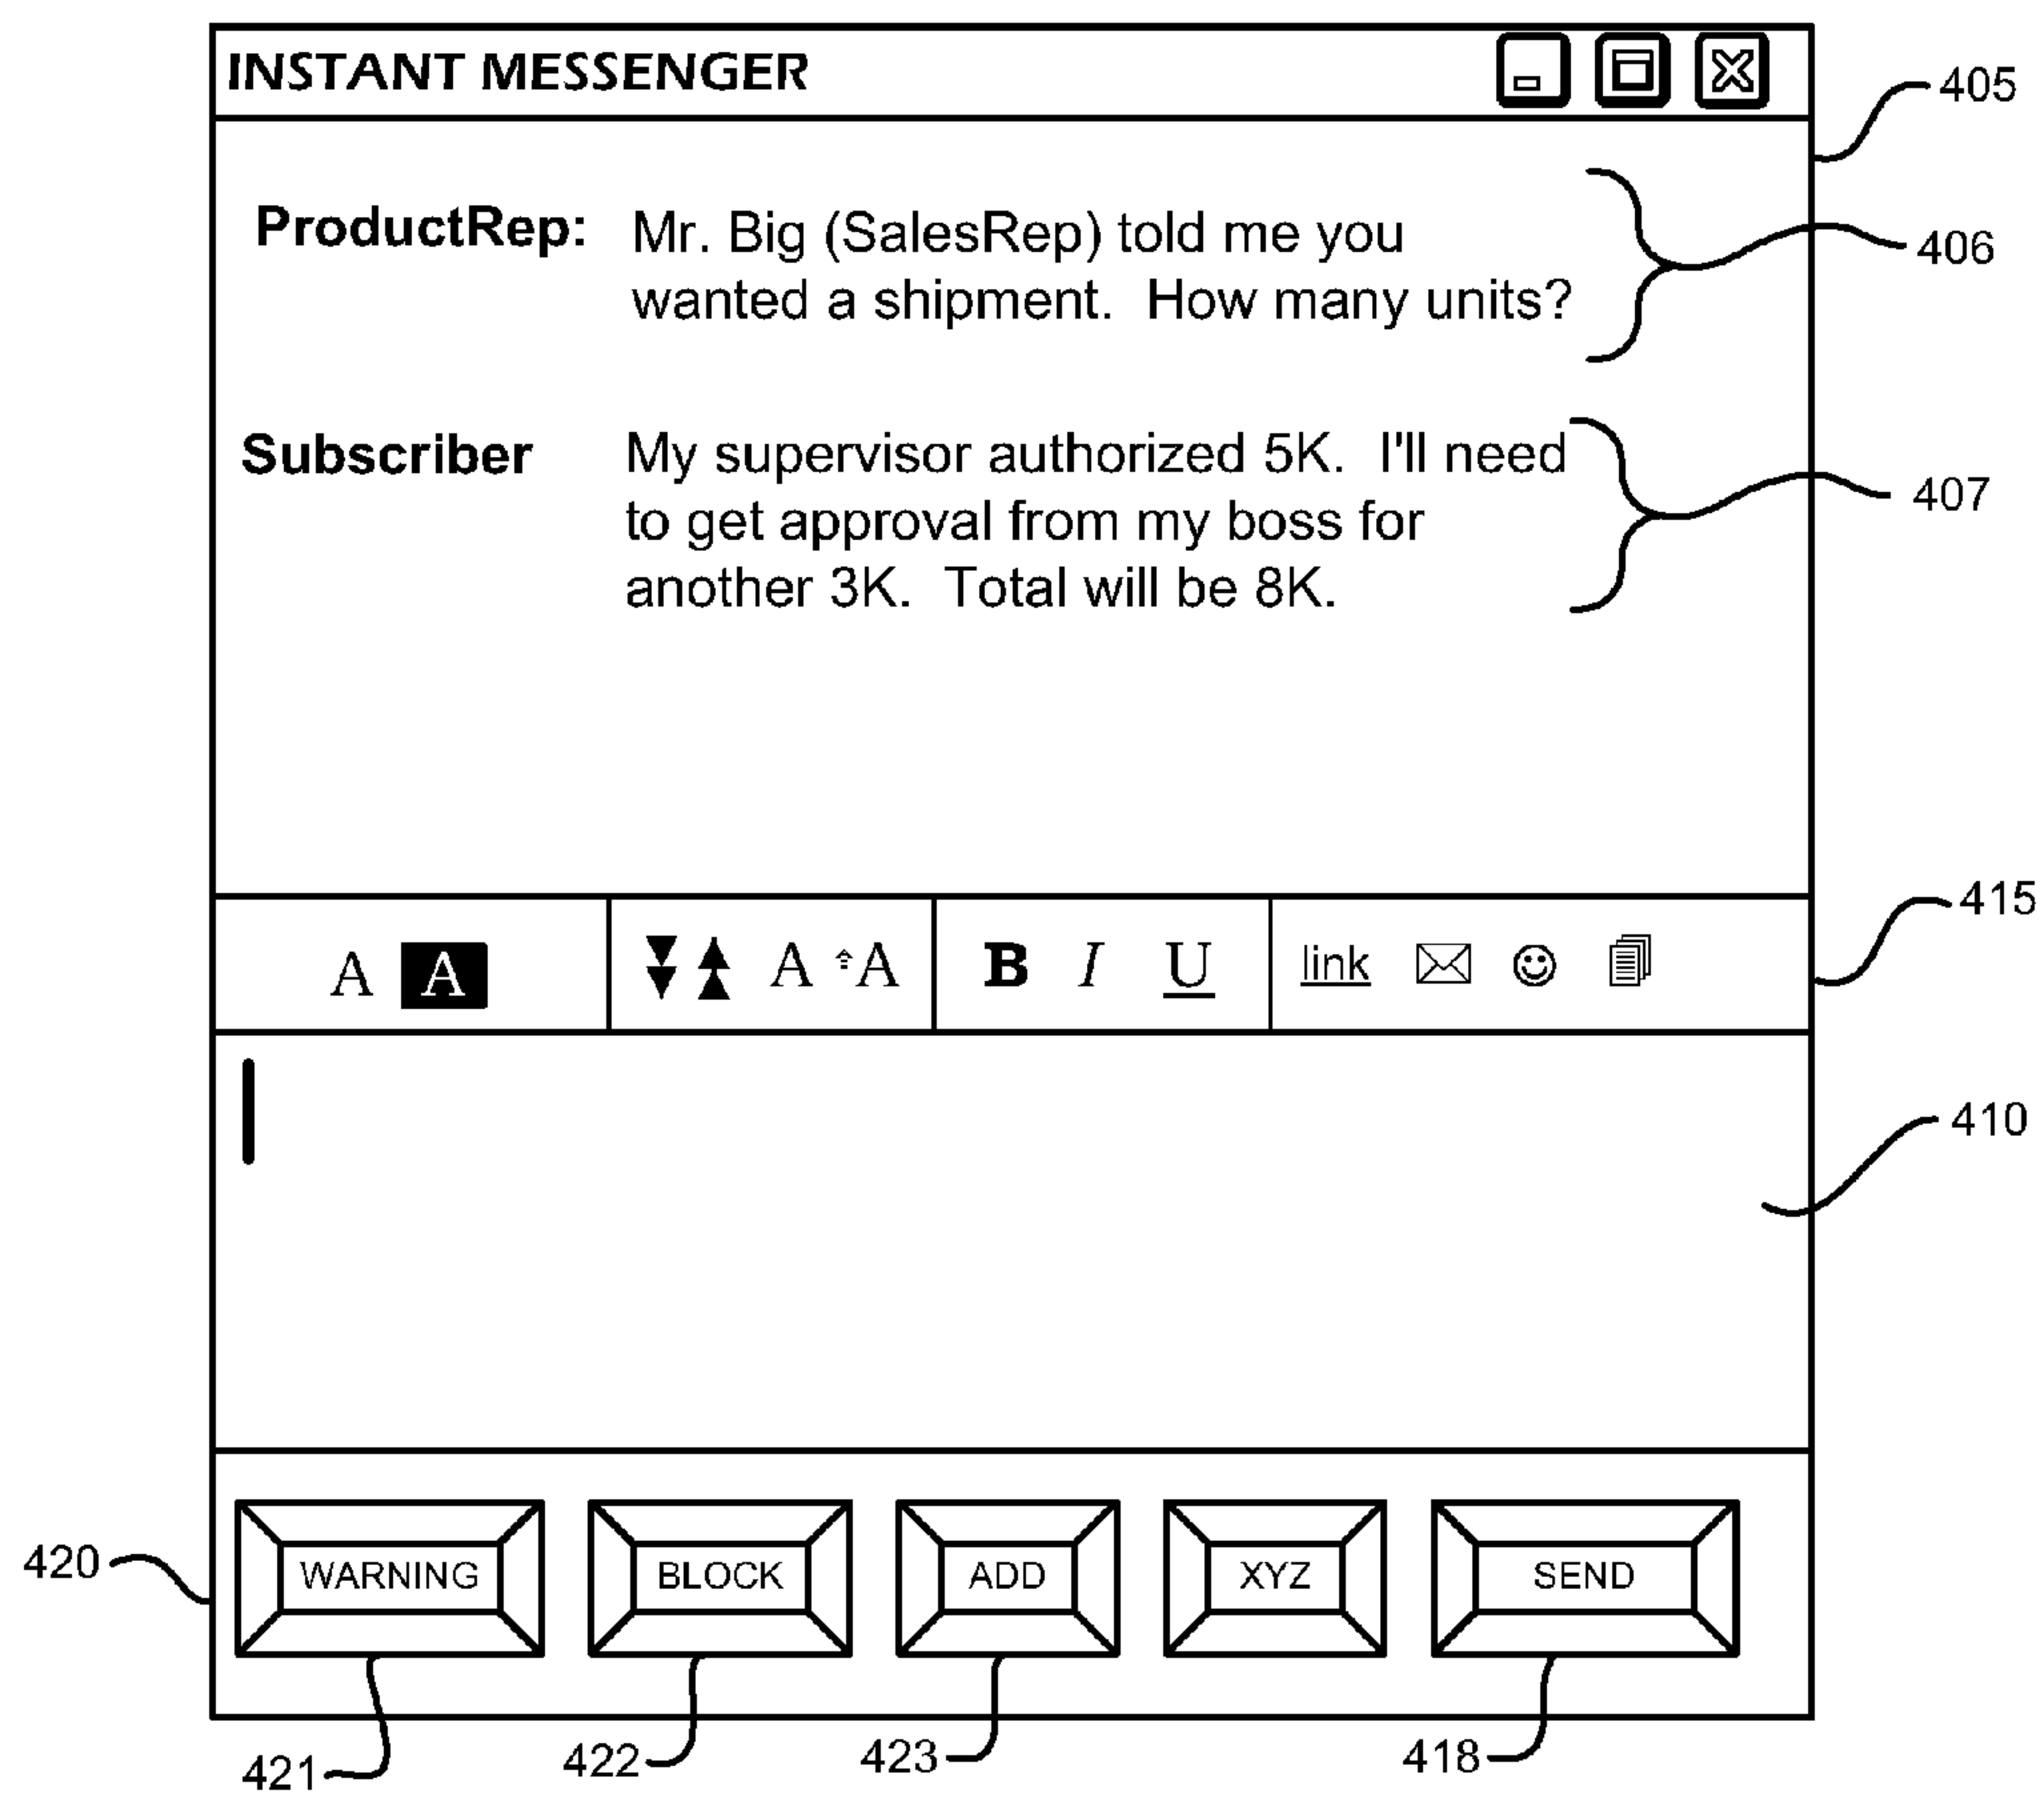 INSTANT MESSENGER
405
ProductRep: Mr. Big (SalesRep) told me you
wanted a shipment. How many units?
406
Subscriber My supervisor authorized 5K. I'll need
to get approval from my boss for
another 3K. Total will be 8K.
407
415
A A A A B I U link
410
420
WARNING BLOCK ADD XYZ SEND
421 422 423 418